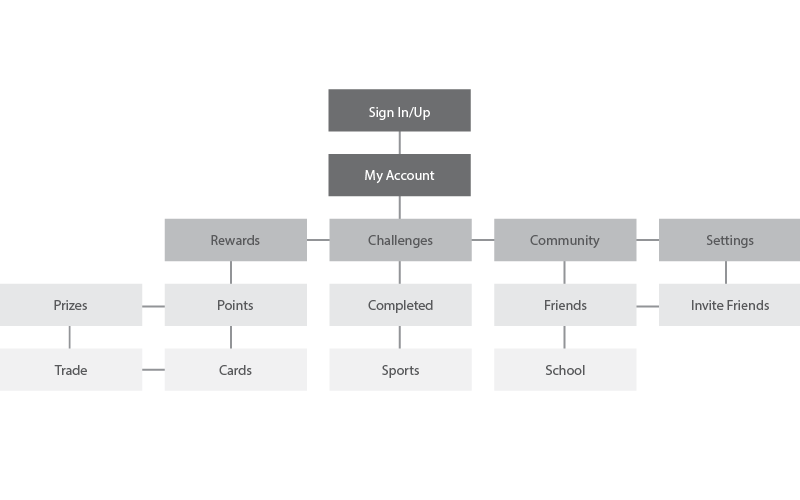 Sign In/Up
My Account
Rewards
Challenges
Community
Settings
Prizes
Points
Completed
Friends
Invite Friends
Trade
Cards
Sports
School